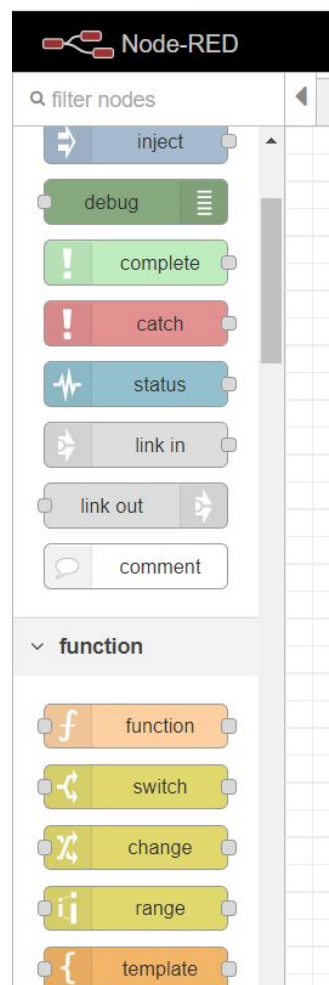 Node-RED
filter nodes
inject
debug
complete
catch
status
link in
link out
comment
function
function
switch
change
range
template